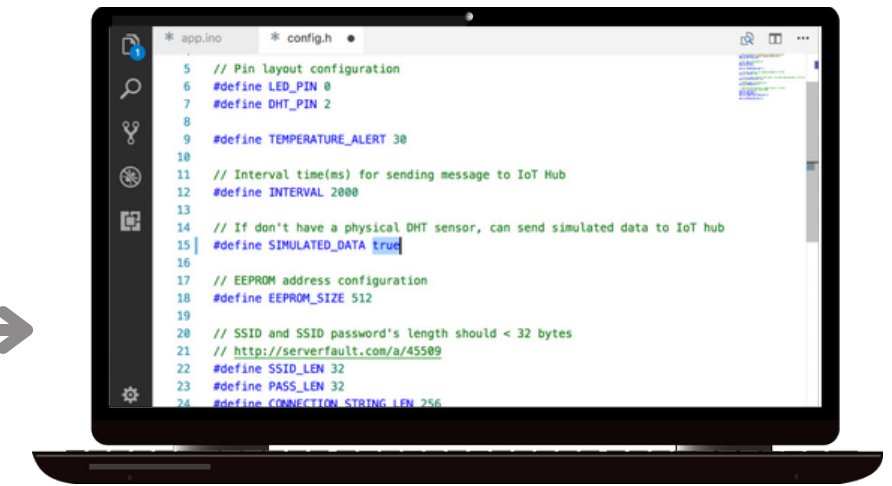 1
app.ino config.h
5 // Pin layout configuration
6 #define LED_PIN 0
7 #define DHT_PIN 2
8
9 #define TEMPERATURE_ALERT 30
10
11 // Interval time(ms) for sending message to IoT Hub
12 #define INTERVAL 2000
13
14 // If don't have a physical DHT sensor, can send simulated data to IoT hub
15 #define SIMULATED_DATA true
16
17 // EEPROM address configuration
18 #define EEPROM_SIZE 512
19
20 // SSID and SSID password's length should < 32 bytes
21 // http://serverfault.com/a/45509
22 #define SSID_LEN 32
23 #define PASS_LEN 32
24 #define CONNECTION_STRING_LEN 256